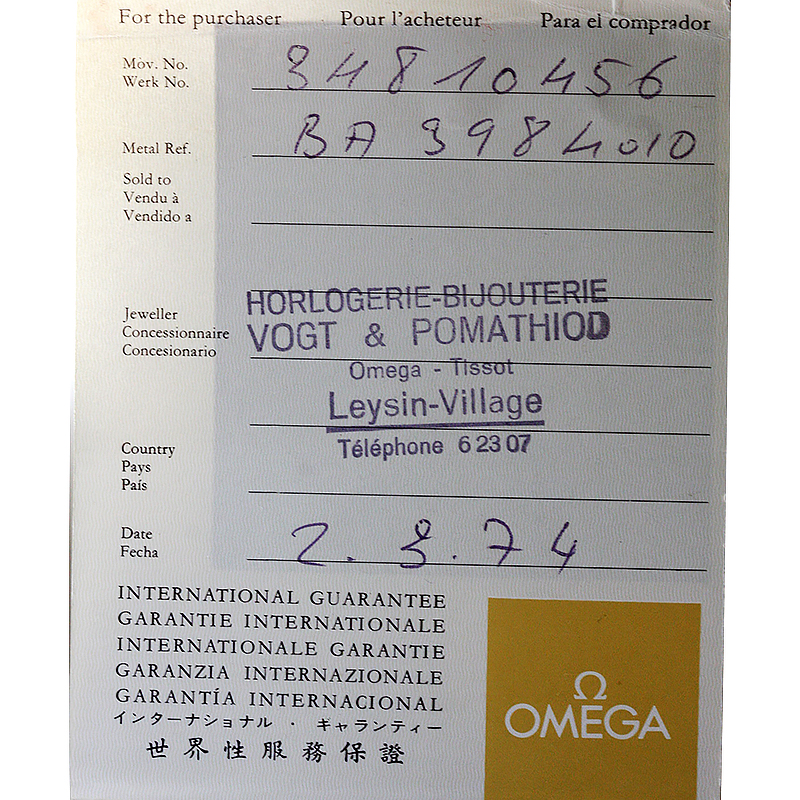 For the purchaser Pour l'acheteur Para el comprador
Mov. No. 34810456
Werk No.
Metal Ref. BA 3984010
Sold to
Vendu à
Vendido a
HORLOGERIE-BIJOUTERIE
Jeweller
Concessionnaire VOGT & POMATHIOD
Concesionario
Omega - Tissot
Leysin-Village
Téléphone 6 23 07
Country
Pays
País
Date 2. 8. 74
Fecha
INTERNATIONAL GUARANTEE
GARANTIE INTERNATIONALE
INTERNATIONALE GARANTIE
GARANZIA INTERNAZIONALE
GARANTÍA INTERNACIONAL
インターナショナル · ギャランティー
世界性服務保證
Ω
OMEGA